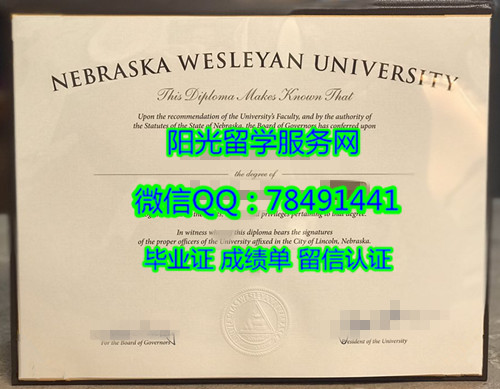 NEBRASKA WESLEYAN UNIVERSITY
This Diploma Makes Known That
Upon the recommendation of the University's Faculty, and by the authority of
the Statutes of the State of Nebraska, the Board of Governors has conferred upon
阳光留学服务网
the degree of
微信QQ：78491441
privileges pertaining to that degree.
In witness this diploma bears the signatures
of the proper officers of the University affixed in the City of Lincoln, Nebraska.
毕业证 成绩单 留信认证
For the Board of Governors
President of the University